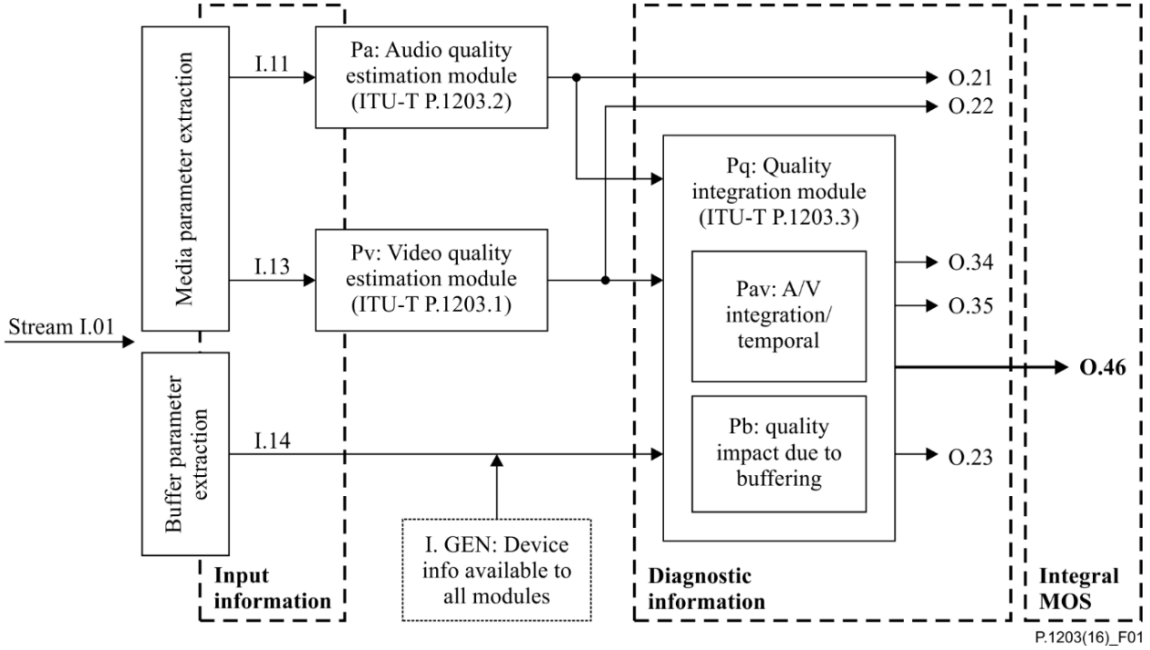 I.11
Pa: Audio quality
estimation module
(ITU-T P.1203.2)
O.21
O.22
Media parameter extraction
Pq: Quality
integration module
(ITU-T P.1203.3)
I.13
Pv: Video quality
estimation module
(ITU-T P.1203.1)
O.34
Pav: A/V
integration/
temporal
O.35
Stream I.01
O.46
Buffer parameter
extraction
I.14
Pb: quality
impact due to
buffering
O.23
I. GEN: Device
info available to
all modules
Input
information
Diagnostic
information
Integral
MOS
P.1203(16)_F01